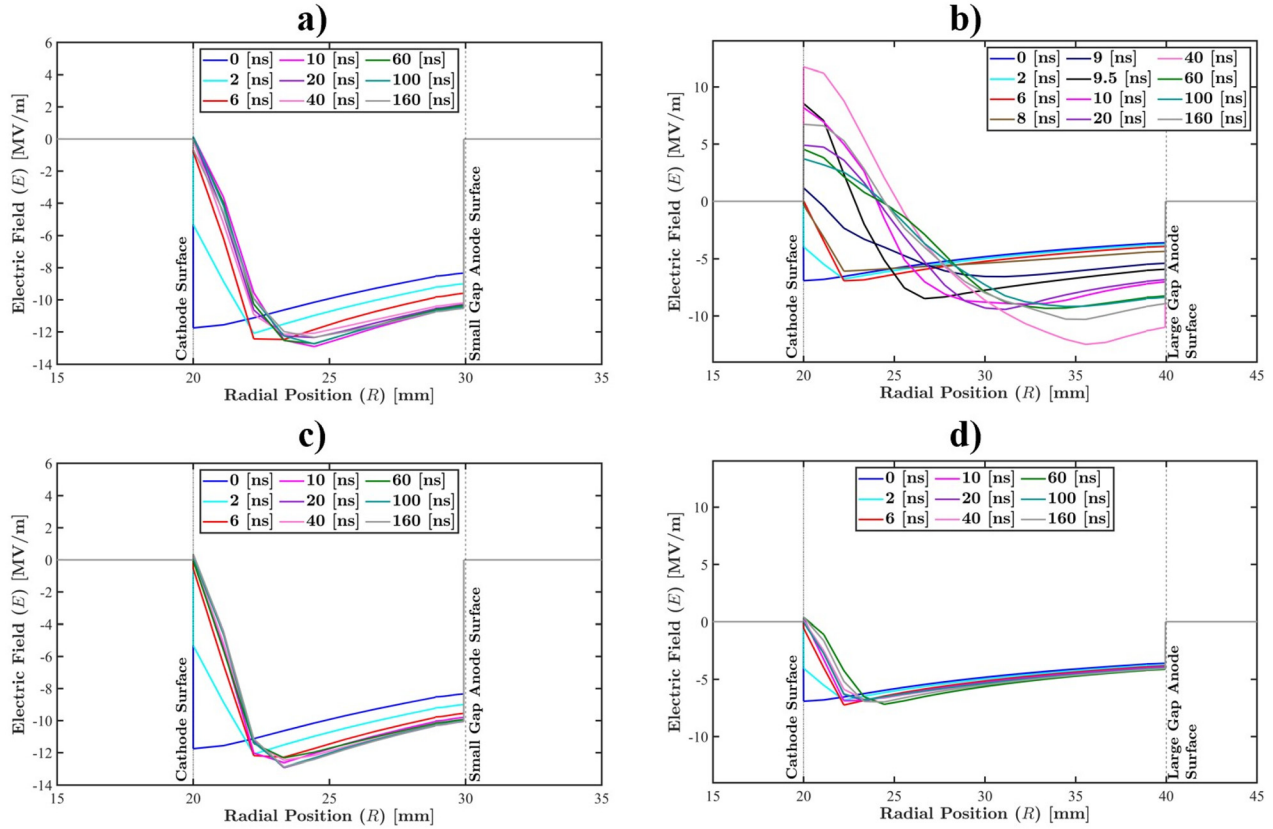 a)
6
4
2
0
-2
-4
-6
-8
-10
-12
-14
Electric Field (E) [MV/m]
0 [ns] 10 [ns] 60 [ns]
2 [ns] 20 [ns] 100 [ns]
6 [ns] 40 [ns] 160 [ns]
Cathode Surface
Small Gap Anode Surface
15 20 25 30 35
Radial Position (R) [mm]
b)
10
5
0
-5
-10
Electric Field (E) [MV/m]
0 [ns] 9 [ns] 40 [ns]
2 [ns] 9.5 [ns] 60 [ns]
6 [ns] 10 [ns] 100 [ns]
8 [ns] 20 [ns] 160 [ns]
Cathode Surface
Large Gap Anode
Surface
15 20 25 30 35 40 45
Radial Position (R) [mm]
c)
6
4
2
0
-2
-4
-6
-8
-10
-12
-14
Electric Field (E) [MV/m]
0 [ns] 10 [ns] 60 [ns]
2 [ns] 20 [ns] 100 [ns]
6 [ns] 40 [ns] 160 [ns]
Cathode Surface
Small Gap Anode Surface
15 20 25 30 35
Radial Position (R) [mm]
d)
10
5
0
-5
-10
Electric Field (E) [MV/m]
0 [ns] 10 [ns] 60 [ns]
2 [ns] 20 [ns] 100 [ns]
6 [ns] 40 [ns] 160 [ns]
Cathode Surface
Large Gap Anode
Surface
15 20 25 30 35 40 45
Radial Position (R) [mm]